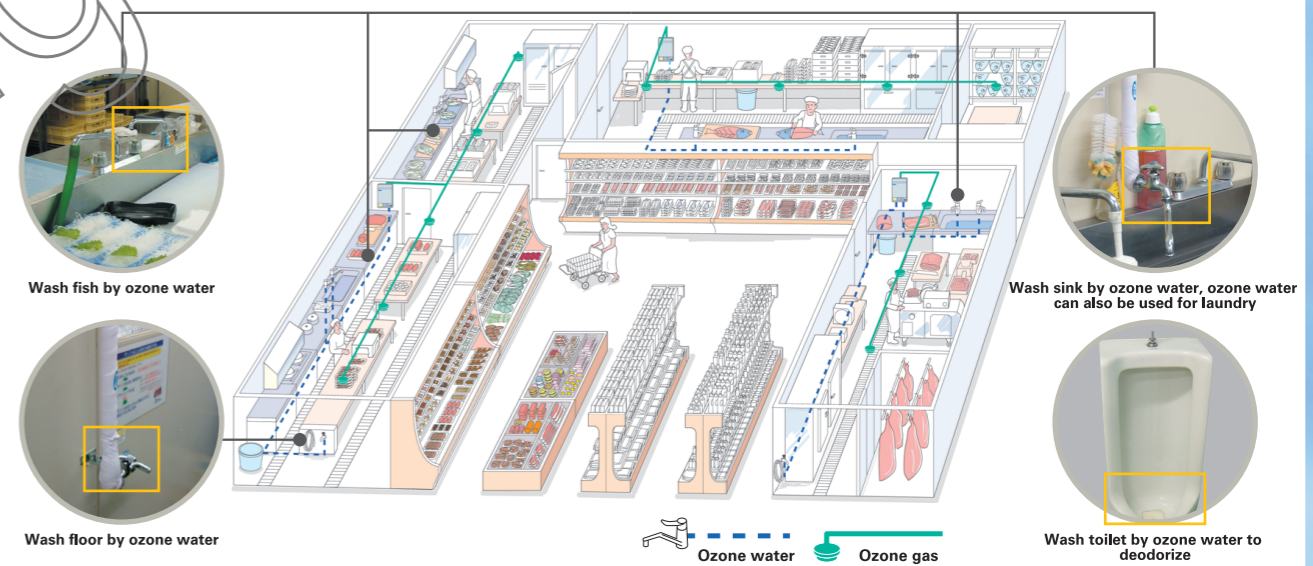 Wash fish by ozone water
Wash sink by ozone water, ozone water
can also be used for laundry
Wash floor by ozone water
Wash toilet by ozone water to
deodorize
Ozone water
Ozone gas